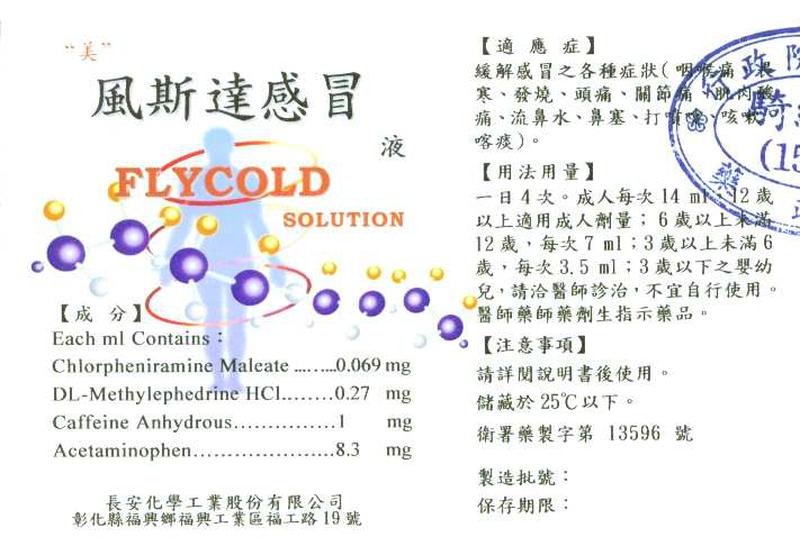 “美”
風斯達感冒
液
FLYCOLD
SOLUTION
【成 分】
Each ml Contains：
Chlorpheniramine Maleate ........0.069 mg
DL-Methylephedrine HCl........0.27 mg
Caffeine Anhydrous...............1 mg
Acetaminophen.....................8.3 mg
長安化學工業股份有限公司
彰化縣福興鄉福興工業區福工路19號
【適 應 症】
緩解感冒之各種症狀(咽喉痛、畏
寒、發燒、頭痛、關節痛、肌肉酸
痛、流鼻水、鼻塞、打噴嚏、咳嗽、
喀痰)。
【用法用量】
一日4次。成人每次14 ml；12歲
以上適用成人劑量；6歲以上未滿
12歲，每次7 ml；3歲以上未滿6
歲，每次3.5 ml；3歲以下之嬰幼
兒，請洽醫師診治，不宜自行使用。
醫師藥師藥劑生指示藥品。
【注意事項】
請詳閱說明書後使用。
儲藏於25℃以下。
衛署藥製字第 13596 號
製造批號：
保存期限：
行政院
騎
(15
藥